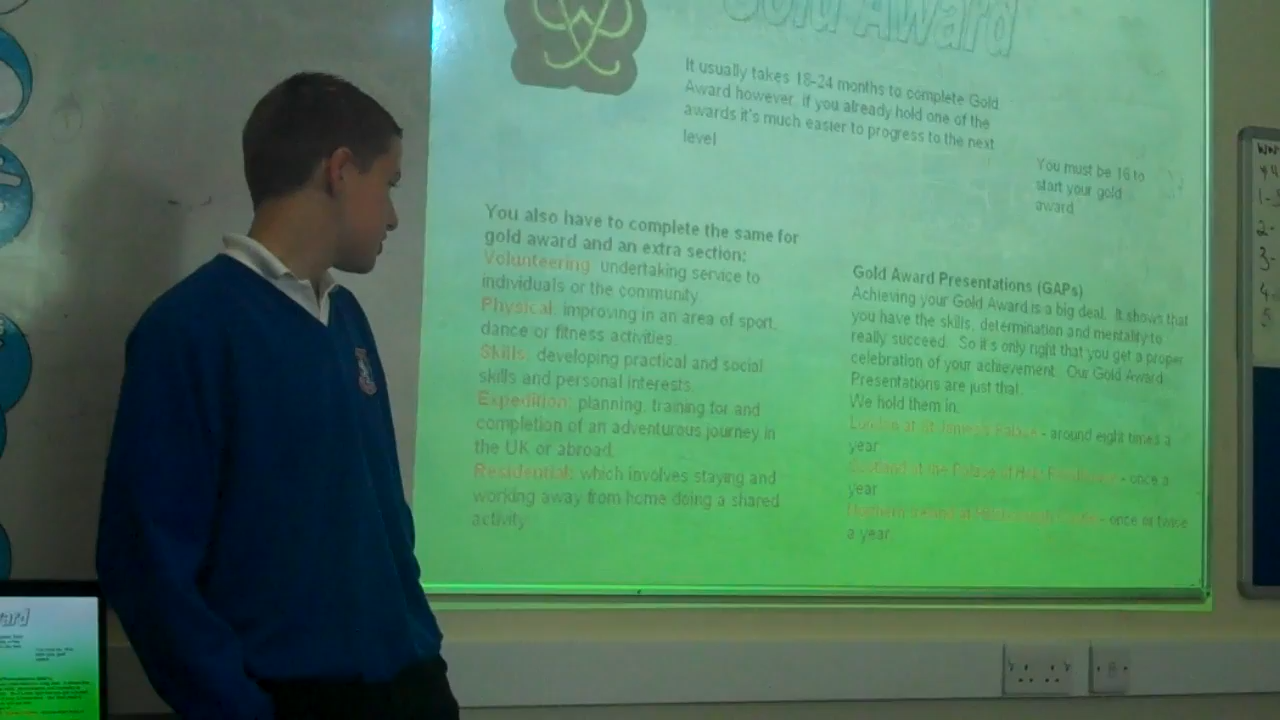 Gold Award
It usually takes 18-24 months to complete Gold
Award however, if you already hold one of the
awards it's much easier to progress to the next
level
You must be 16 to
start your gold
award
You also have to complete the same for
gold award and an extra section:
Volunteering: undertaking service to
individuals or the community.
Physical: improving in an area of sport,
dance or fitness activities.
Skills: developing practical and social
skills and personal interests.
Expedition: planning, training for and
completion of an adventurous journey in
the UK or abroad.
Residential: which involves staying and
working away from home doing a shared
activity.
Gold Award Presentations (GAPs)
Achieving your Gold Award is a big deal. It shows that
you have the skills, determination and mentality to
really succeed. So it's only right that you get a proper
celebration of your achievement. Our Gold Award
Presentations are just that.
We hold them in:
London at St James's Palace - around eight times a
year
Scotland at the Palace of Holyroodhouse - once a
year
Northern Ireland at Hillsborough Castle - once or twice
a year
ward
1-
2-
3-
4-
5-